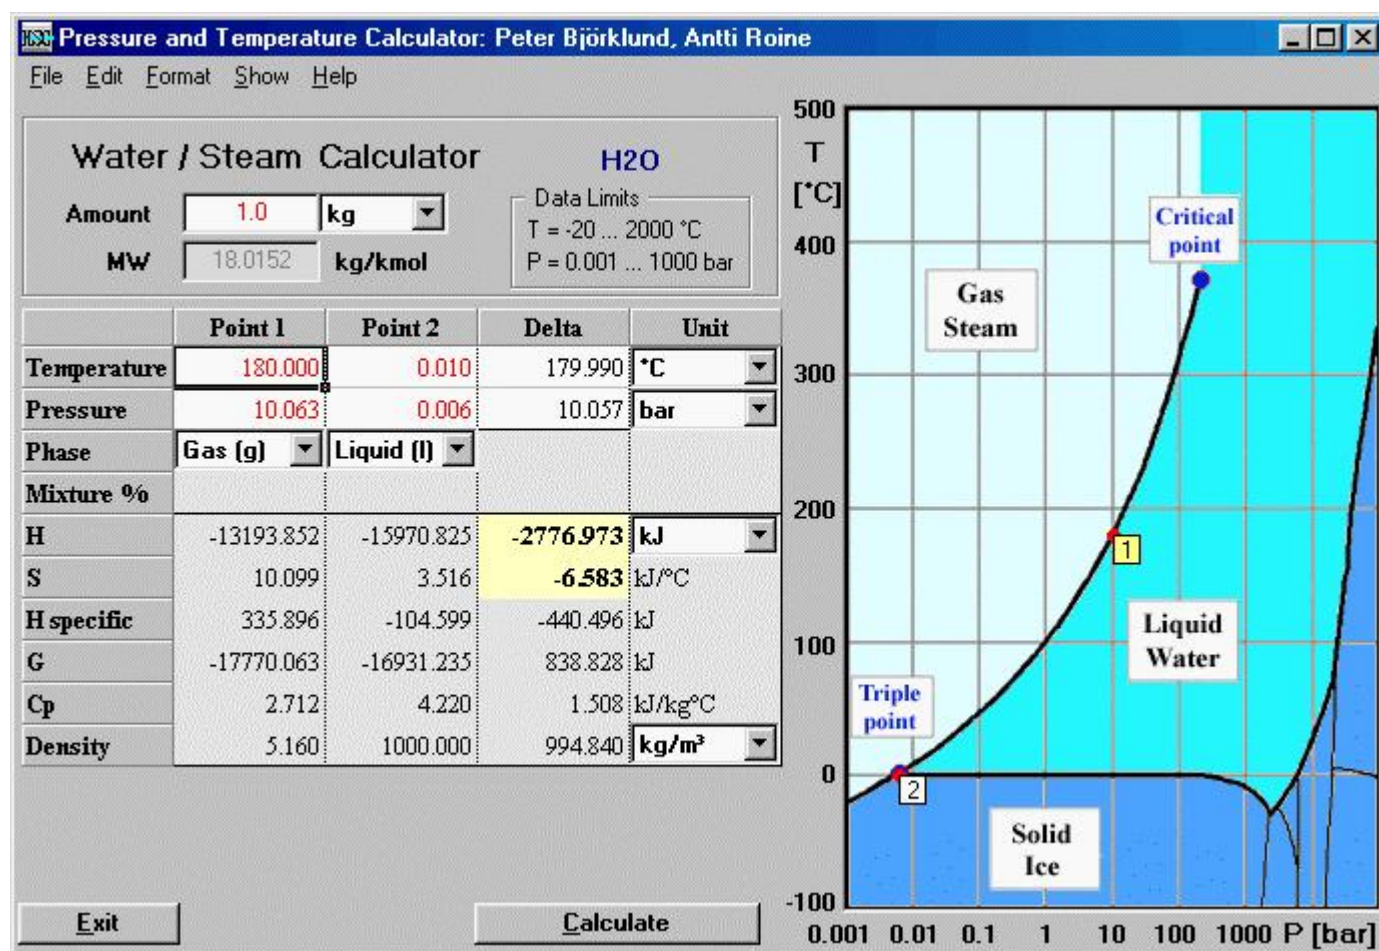 HSC Pressure and Temperature Calculator: Peter Björklund, Antti Roine
File Edit Format Show Help
Water / Steam Calculator H2O
Amount 1.0 kg
MW 18.0152 kg/kmol
Data Limits
T = -20 ... 2000 °C
P = 0.001 ... 1000 bar
Point 1 Point 2 Delta Unit
Temperature 180.000 0.010 179.990 °C
Pressure 10.063 0.006 10.057 bar
Phase Gas (g) Liquid (l)
Mixture %
H -13193.852 -15970.825 -2776.973 kJ
S 10.099 3.516 -6.583 kJ/°C
H specific 335.896 -104.599 -440.496 kJ
G -17770.063 -16931.235 838.828 kJ
Cp 2.712 4.220 1.508 kJ/kg°C
Density 5.160 1000.000 994.840 kg/m³
Exit Calculate
500
T
[°C]
400
300
200
100
0
-100
Critical
point
Gas
Steam
1
Liquid
Water
Triple
point
2
Solid
Ice
0.001 0.01 0.1 1 10 100 1000 P [bar]